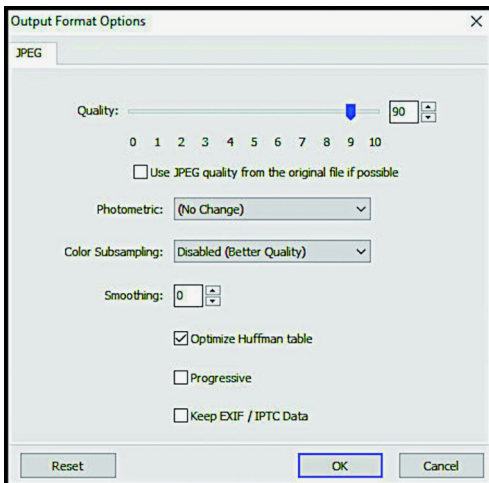 Output Format Options
JPEG
Quality: 90
0 1 2 3 4 5 6 7 8 9 10
Use JPEG quality from the original file if possible
Photometric: (No Change)
Color Subsampling: Disabled (Better Quality)
Smoothing: 0
Optimize Huffman table
Progressive
Keep EXIF / IPTC Data
Reset OK Cancel